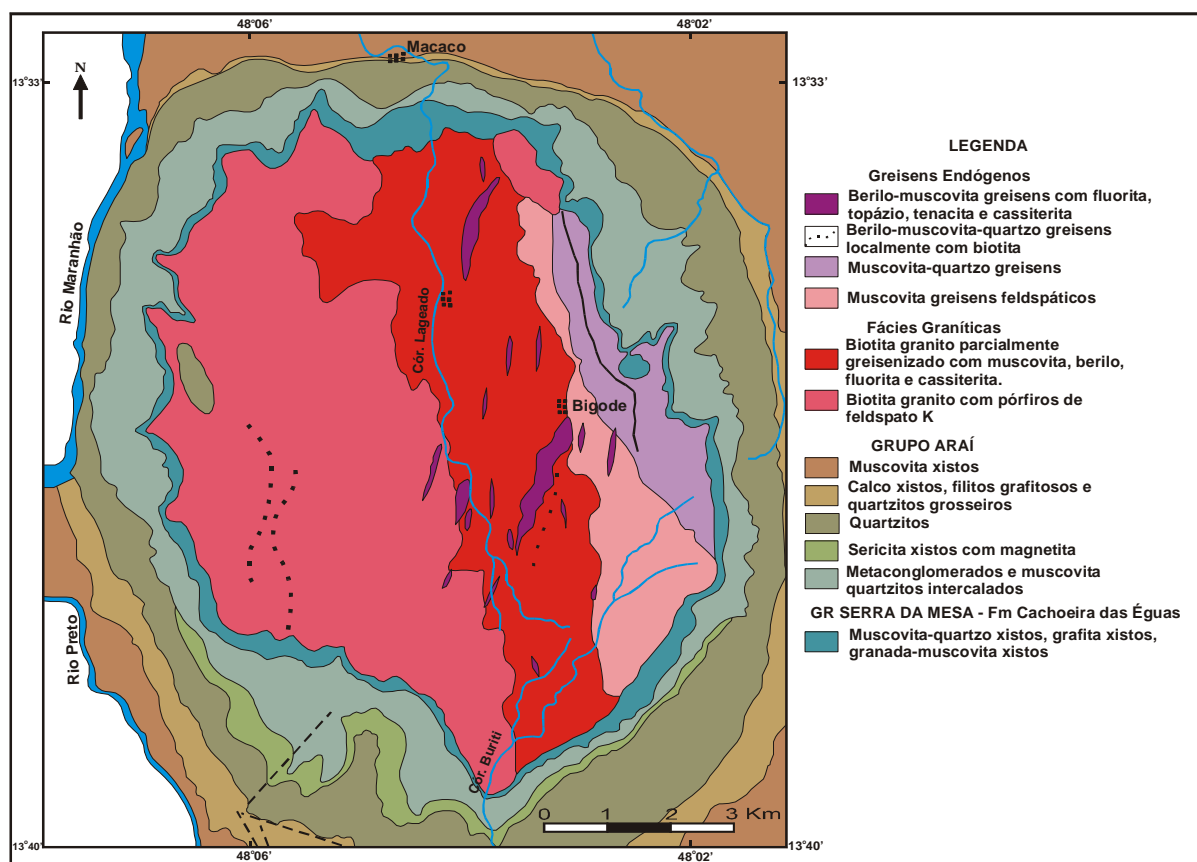 48°06'
48°02'
Macaco
13°33'
13°33'
N
Rio Maranhão
Cór. Lageado
Bigode
Rio Preto
Cór. Buriti
0 1 2 3 Km
13°40'
13°40'
48°06'
48°02'
LEGENDA
Greisens Endógenos
Berilo-muscovita greisens com fluorita,
topázio, tenacita e cassiterita
Berilo-muscovita-quartzo greisens
localmente com biotita
Muscovita-quartzo greisens
Muscovita greisens feldspáticos
Fácies Graníticas
Biotita granito parcialmente
greisenizado com muscovita, berilo,
fluorita e cassiterita.
Biotita granito com pórfiros de
feldspato K
GRUPO ARAÍ
Muscovita xistos
Calco xistos, filitos grafitosos e
quartzitos grosseiros
Quartzitos
Sericita xistos com magnetita
Metaconglomerados e muscovita
quartzitos intercalados
GR SERRA DA MESA - Fm Cachoeira das Éguas
Muscovita-quartzo xistos, grafita xistos,
granada-muscovita xistos